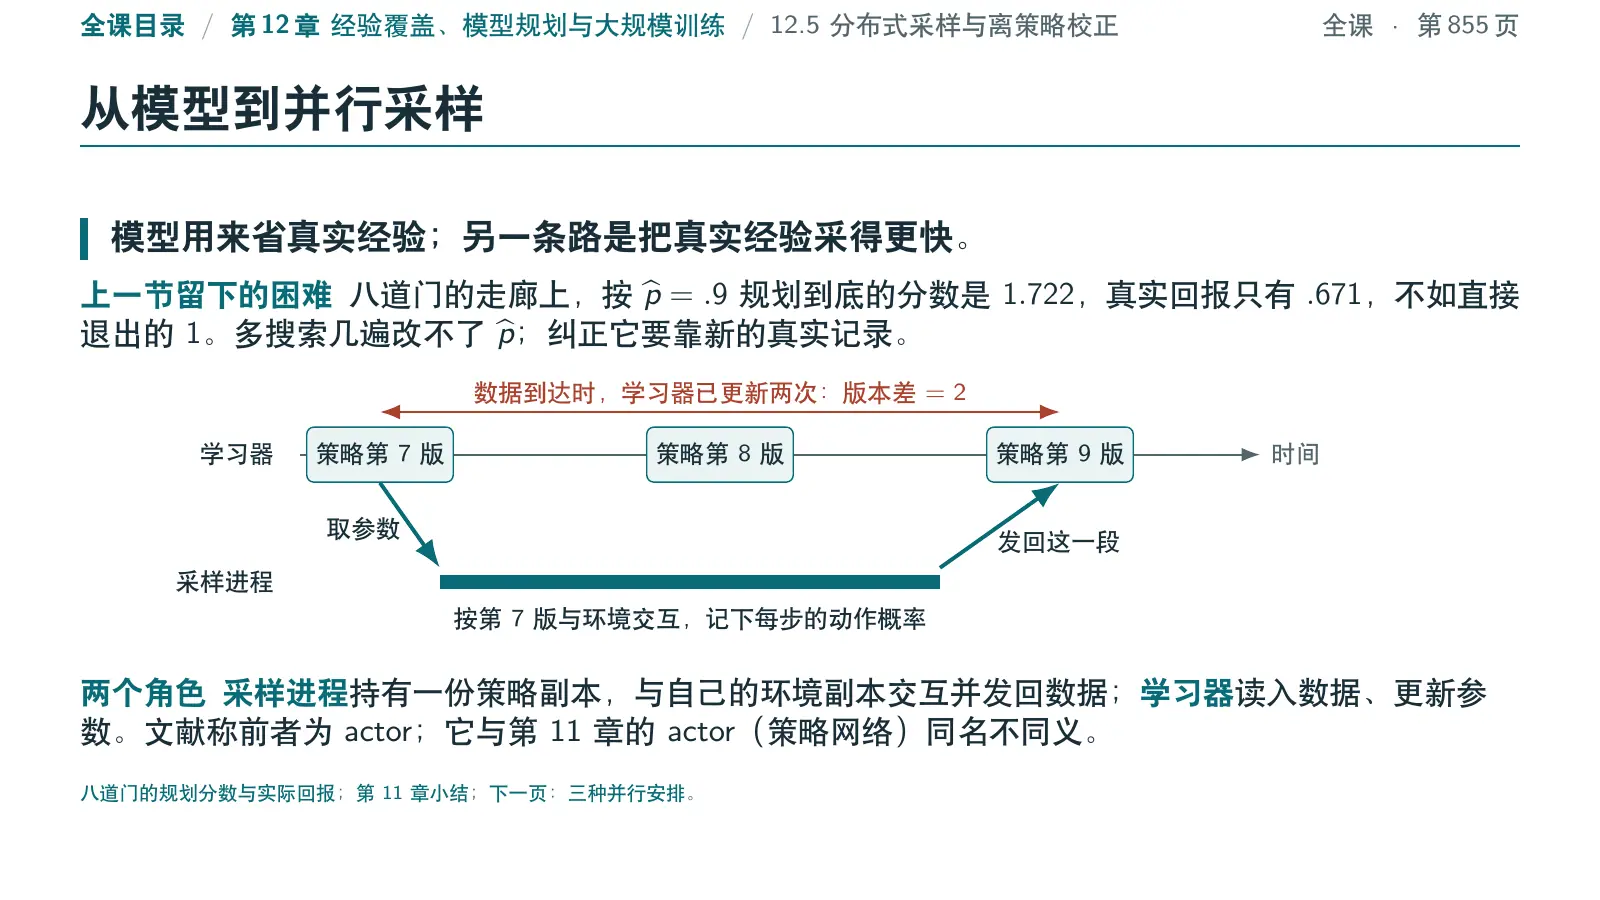 全课目录 / 第 12 章 经验覆盖、模型规划与大规模训练 / 12.5 分布式采样与离策略校正 全课 · 第 855 页
从模型到并行采样
模型用来省真实经验；另一条路是把真实经验采得更快。
上一节留下的困难 八道门的走廊上，按 p̂ = .9 规划到底的分数是 1.722，真实回报只有 .671，不如直接
退出的 1。多搜索几遍改不了 p̂；纠正它要靠新的真实记录。
数据到达时，学习器已更新两次：版本差 = 2
学习器 策略第 7 版 策略第 8 版 策略第 9 版 时间
取参数
发回这一段
采样进程
按第 7 版与环境交互，记下每步的动作概率
两个角色 采样进程持有一份策略副本，与自己的环境副本交互并发回数据；学习器读入数据、更新参
数。文献称前者为 actor；它与第 11 章的 actor（策略网络）同名不同义。
八道门的规划分数与实际回报；第 11 章小结；下一页：三种并行安排。